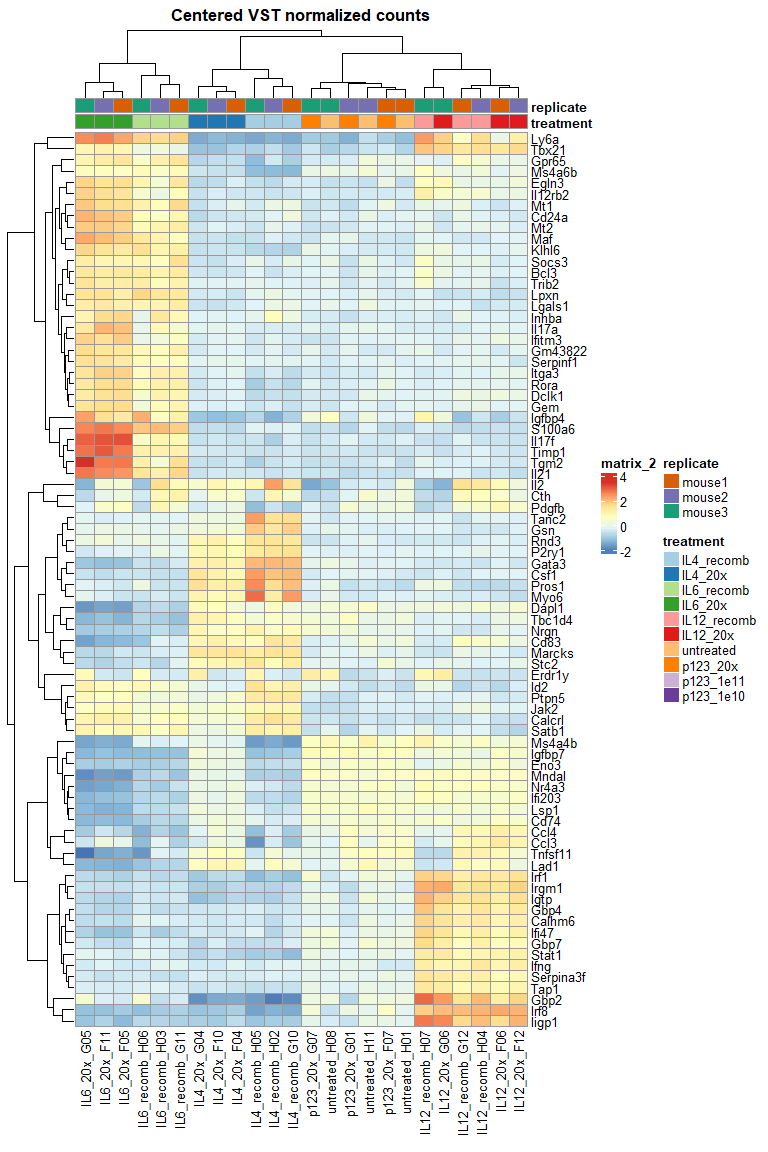 Centered VST normalized counts
replicate
treatment
Ly6a
Tbx21
Gpr65
Ms4a6b
Egln3
Il12rb2
Mt1
Cd24a
Mt2
Maf
Klhl6
Socs3
Bcl3
Trib2
Lpxn
Lgals1
Inhba
Il17a
Ifitm3
Gm43822
Serpinf1
Itga3
Rora
Dclk1
Gem
Igfbp4
S100a6
Il17f
Timp1
Tgm2
Il21
Il2
Cth
Pdgfb
Tanc2
Gsn
Rnd3
P2ry1
Gata3
Csf1
Pros1
Myo6
Dapl1
Tbc1d4
Nrgn
Cd83
Marcks
Stc2
Erdr1y
Id2
Ptpn5
Jak2
Calcrl
Satb1
Ms4a4b
Igfbp7
Eno3
Mndal
Nr4a3
Ifi203
Lsp1
Cd74
Ccl4
Ccl3
Tnfsf11
Lad1
Irf1
Irgm1
Igtp
Gbp4
Calhm6
Ifi47
Gbp7
Stat1
Ifng
Serpina3f
Tap1
Gbp2
Irf8
Iigp1
IL6_20x_G05
IL6_20x_F11
IL6_20x_F05
IL6_recomb_H06
IL6_recomb_H03
IL6_recomb_G11
IL4_20x_G04
IL4_20x_F10
IL4_20x_F04
IL4_recomb_H05
IL4_recomb_H02
IL4_recomb_G10
p123_20x_G07
untreated_H08
p123_20x_G01
untreated_H11
p123_20x_F07
untreated_H01
IL12_recomb_H07
IL12_20x_G06
IL12_recomb_G12
IL12_recomb_H04
IL12_20x_F06
IL12_20x_F12
matrix_2
4
2
0
-2
replicate
mouse1
mouse2
mouse3
treatment
IL4_recomb
IL4_20x
IL6_recomb
IL6_20x
IL12_recomb
IL12_20x
untreated
p123_20x
p123_1e11
p123_1e10